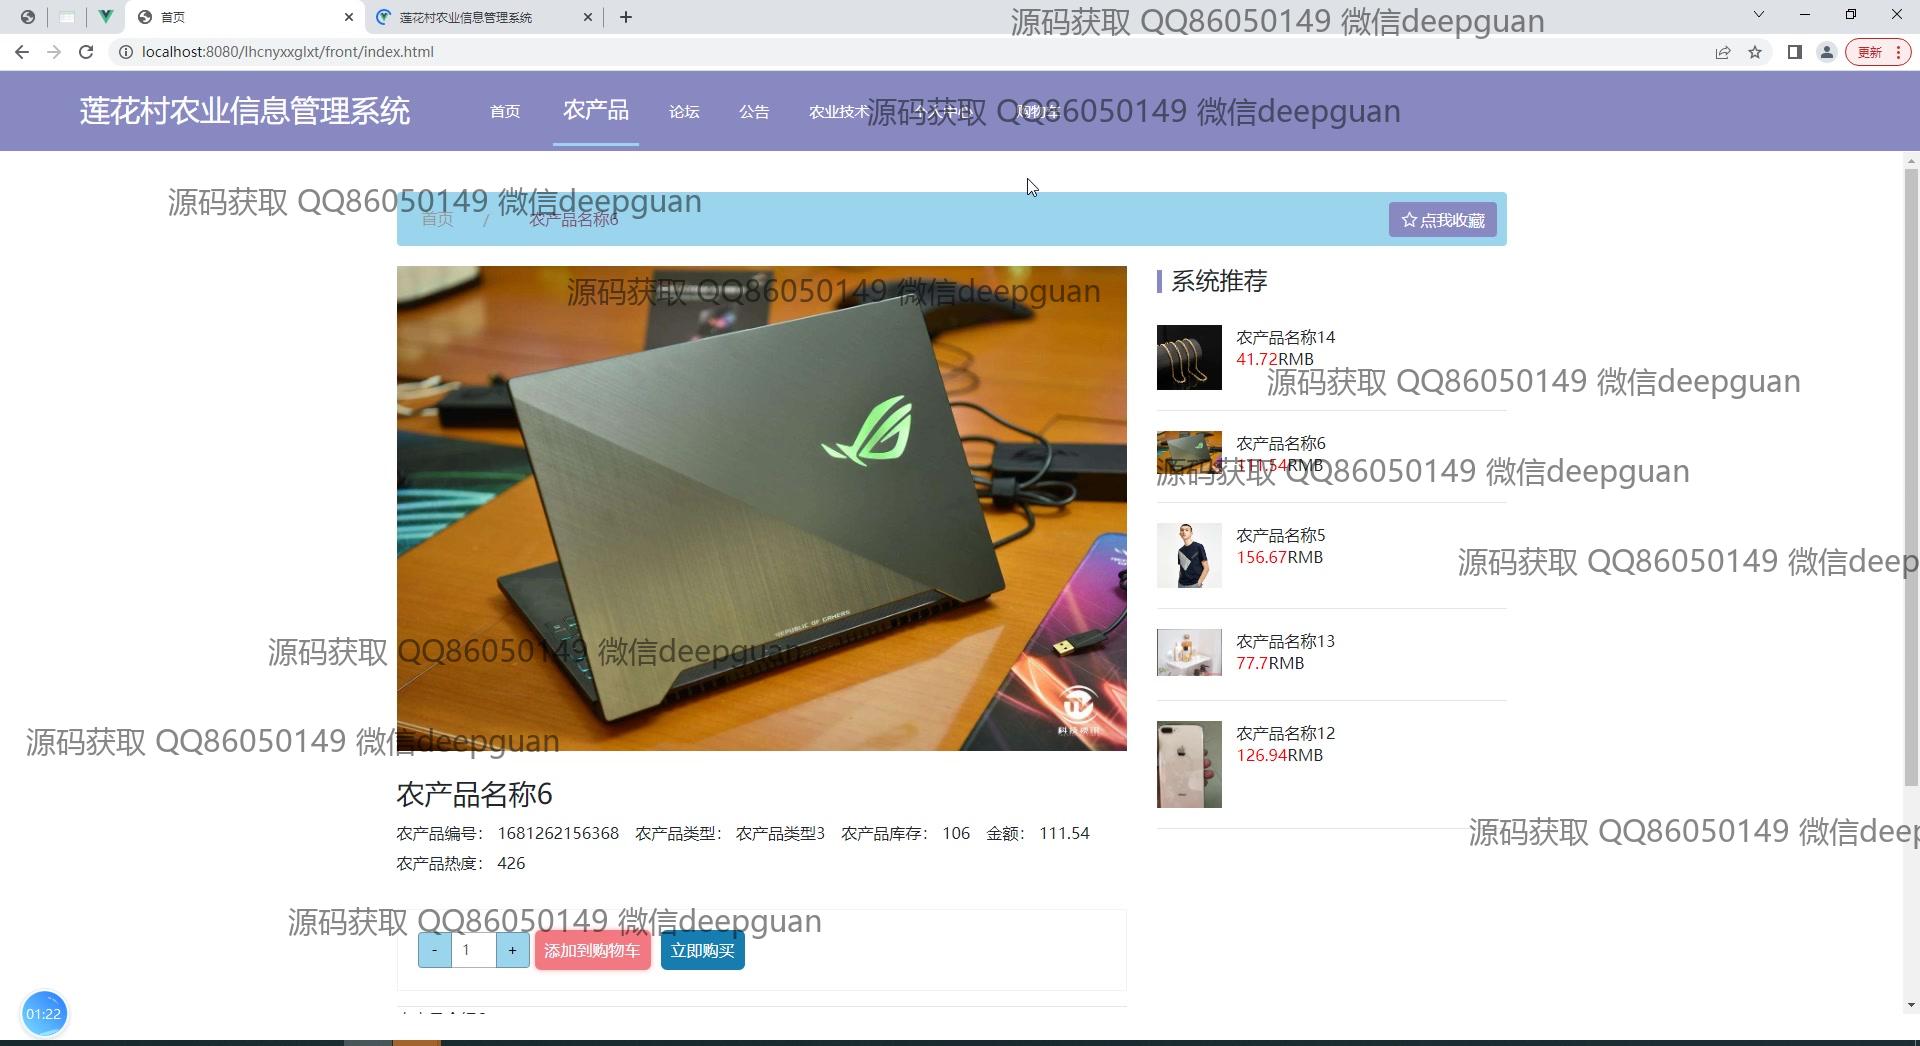 首页
莲花村农业信息管理系统
源码获取 QQ86050149 微信deepguan
localhost:8080/lhcnyxxglxt/front/index.html
更新
莲花村农业信息管理系统
首页
农产品
论坛
公告
农业技术
个人中心
购物车
源码获取 QQ86050149 微信deepguan
源码获取 QQ86050149 微信deepguan
首页 / 农产品名称6
点我收藏
源码获取 QQ86050149 微信deepguan
REPUBLIC OF GAMERS
系统推荐
农产品名称14
41.72RMB
源码获取 QQ86050149 微信deepguan
农产品名称6
111.54RMB
源码获取 QQ86050149 微信deepguan
农产品名称5
156.67RMB
源码获取 QQ86050149 微信deep
农产品名称13
77.7RMB
源码获取 QQ86050149 微信deepguan
农产品名称12
126.94RMB
源码获取 QQ86050149 微信deepguan
农产品名称6
农产品编号： 1681262156368 农产品类型： 农产品类型3 农产品库存： 106 金额： 111.54
农产品热度： 426
源码获取 QQ86050149 微信deep
源码获取 QQ86050149 微信deepguan
- 1 +
添加到购物车
立即购买
01:22